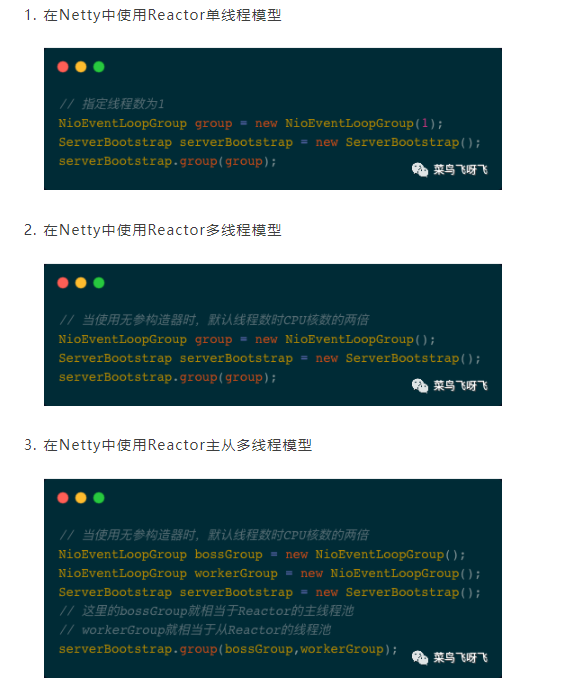 1. 在Netty中使用Reactor单线程模型
// 指定线程数为1
NioEventLoopGroup group = new NioEventLoopGroup(1);
ServerBootstrap serverBootstrap = new ServerBootstrap();
serverBootstrap.group(group);
菜鸟飞呀飞
2. 在Netty中使用Reactor多线程模型
// 当使用无参构造器时，默认线程数时CPU核数的两倍
NioEventLoopGroup group = new NioEventLoopGroup();
ServerBootstrap serverBootstrap = new ServerBootstrap();
serverBootstrap.group(group);
菜鸟飞呀飞
3. 在Netty中使用Reactor主从多线程模型
// 当使用无参构造器时，默认线程数时CPU核数的两倍
NioEventLoopGroup bossGroup = new NioEventLoopGroup();
NioEventLoopGroup workerGroup = new NioEventLoopGroup();
ServerBootstrap serverBootstrap = new ServerBootstrap();
// 这里的bossGroup就相当于Reactor的主线程池
// workerGroup就相当于从Reactor的线程池
serverBootstrap.group(bossGroup,workerGroup);
菜鸟飞呀飞